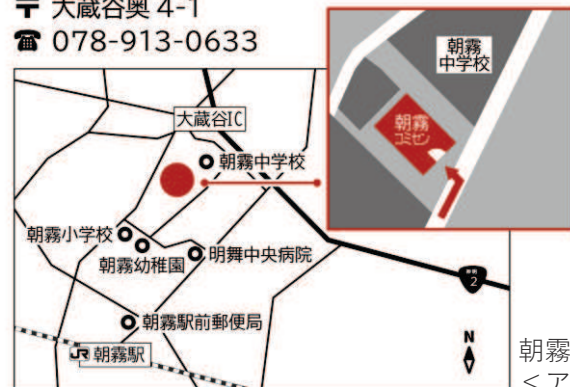 〒 大蔵谷奥 4-1
☎ 078-913-0633
朝霧
中学校
朝霧
コミセン
大蔵谷IC
朝霧中学校
朝霧小学校
朝霧幼稚園
明舞中央病院
2
朝霧駅前郵便局
JR 朝霧駅
N
朝霧
＜ア